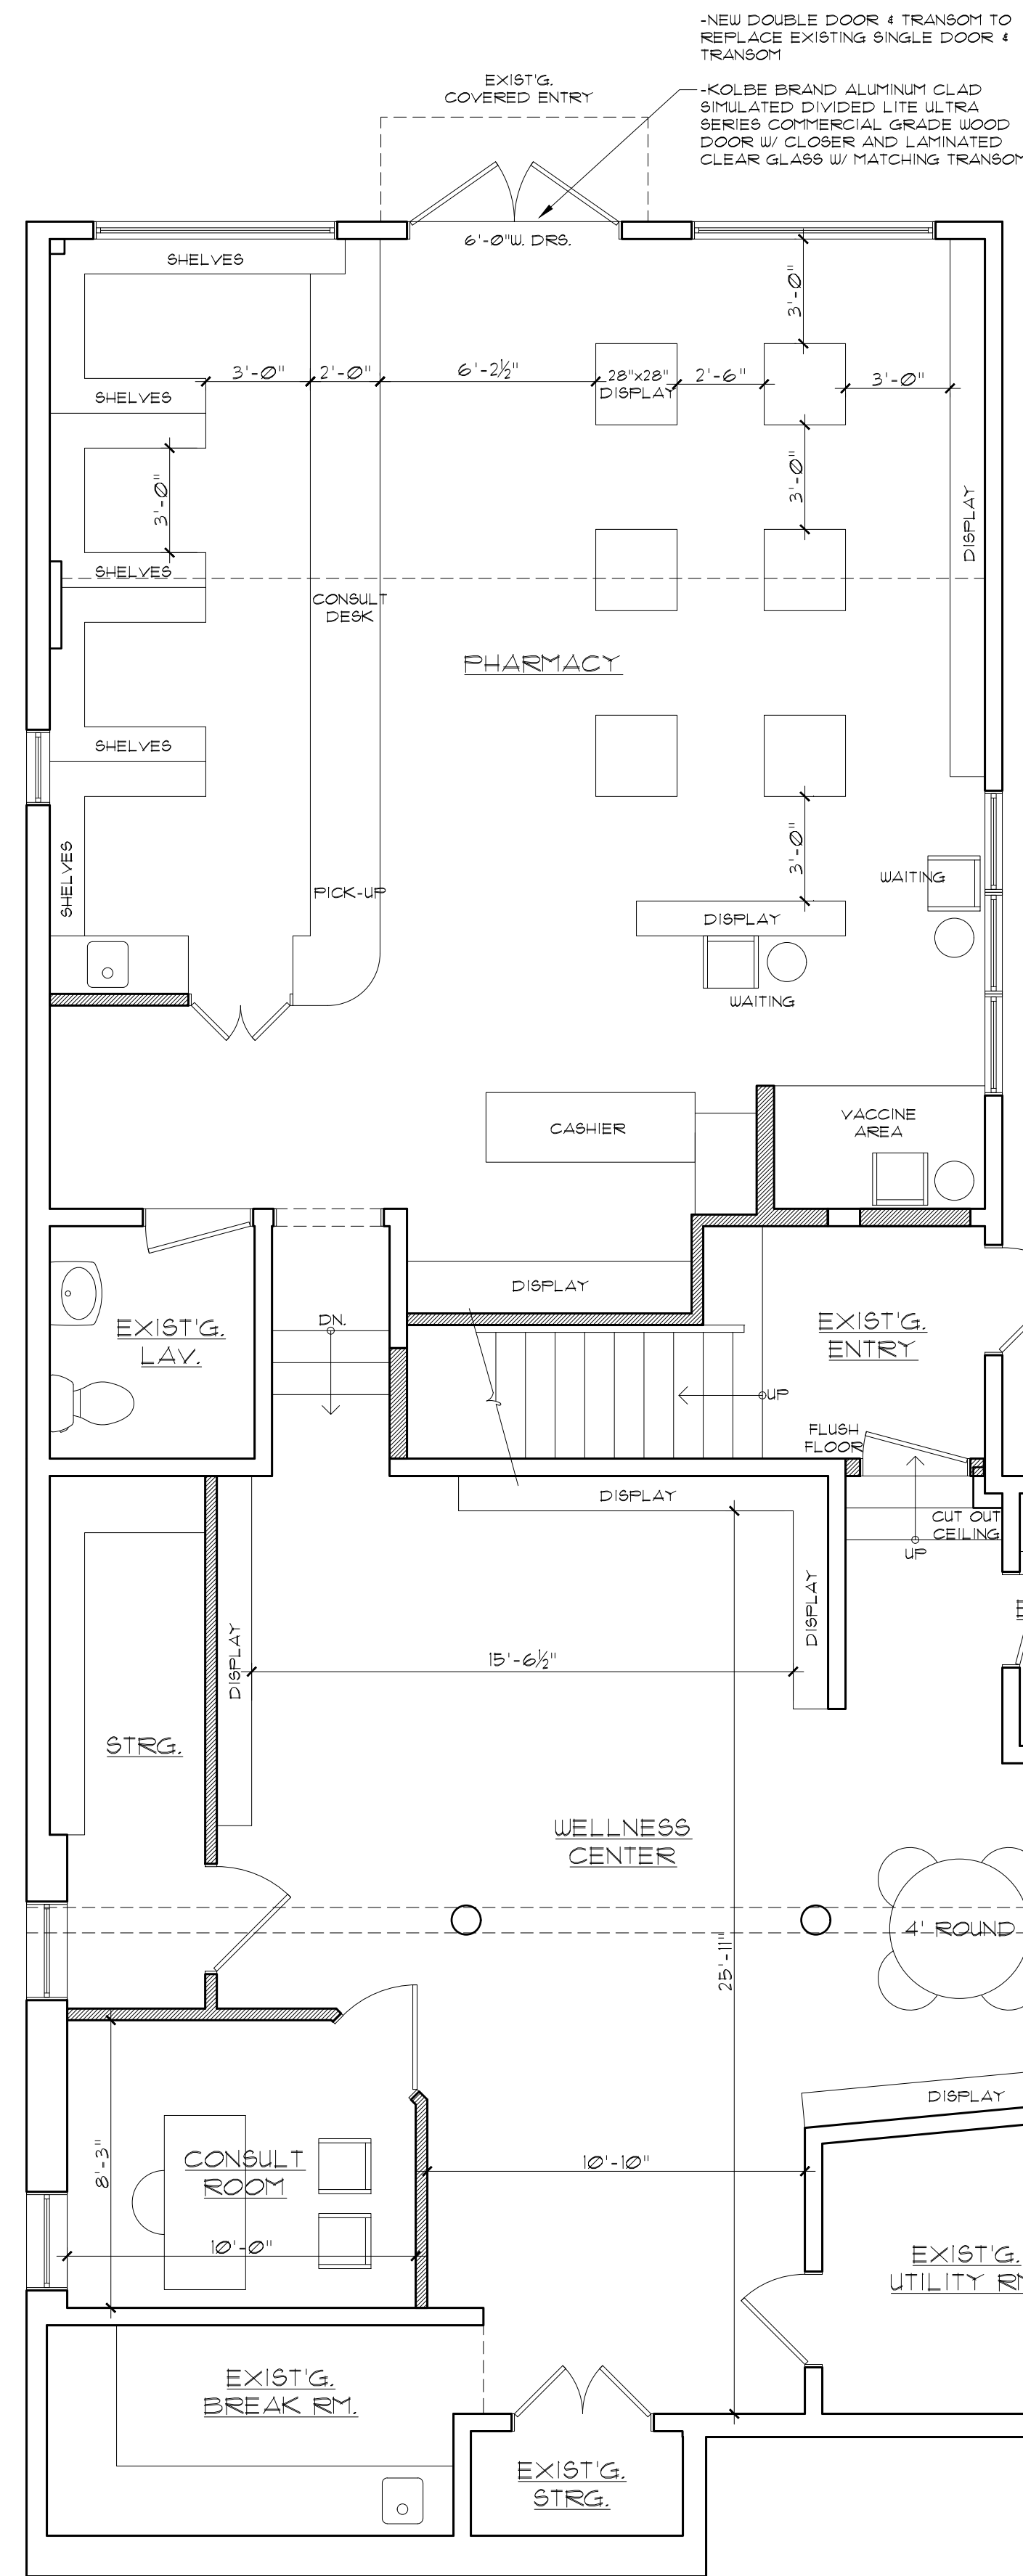 -NEW DOUBLE DOOR & TRANSOM TO
REPLACE EXISTING SINGLE DOOR &
TRANSOM
EXIST'G.
COVERED ENTRY
-KOLBE BRAND ALUMINUM CLAD
SIMULATED DIVIDED LITE ULTRA
SERIES COMMERCIAL GRADE WOOD
DOOR W/ CLOSER AND LAMINATED
CLEAR GLASS W/ MATCHING TRANSOM
6'-0"W. DRS.
SHELVES
3'-0"
3'-0"
2'-0"
6'-2½"
28"x28"
DISPLAY
2'-6"
3'-0"
SHELVES
3'-0"
3'-0"
DISPLAY
SHELVES
CONSULT
DESK
PHARMACY
SHELVES
SHELVES
3'-0"
WAITING
PICK-UP
DISPLAY
WAITING
CASHIER
VACCINE
AREA
DISPLAY
EXIST'G.
LAV.
DN.
EXIST'G.
ENTRY
UP
FLUSH
FLOOR
DISPLAY
CUT OUT
CEILING
UP
DISPLAY
DISPLAY
15'-6½"
STRG.
WELLNESS
CENTER
4' ROUND
25'-11"
DISPLAY
8'-3"
CONSULT
ROOM
10'-10"
10'-0"
EXIST'G.
UTILITY RM
EXIST'G.
BREAK RM.
EXIST'G.
STRG.